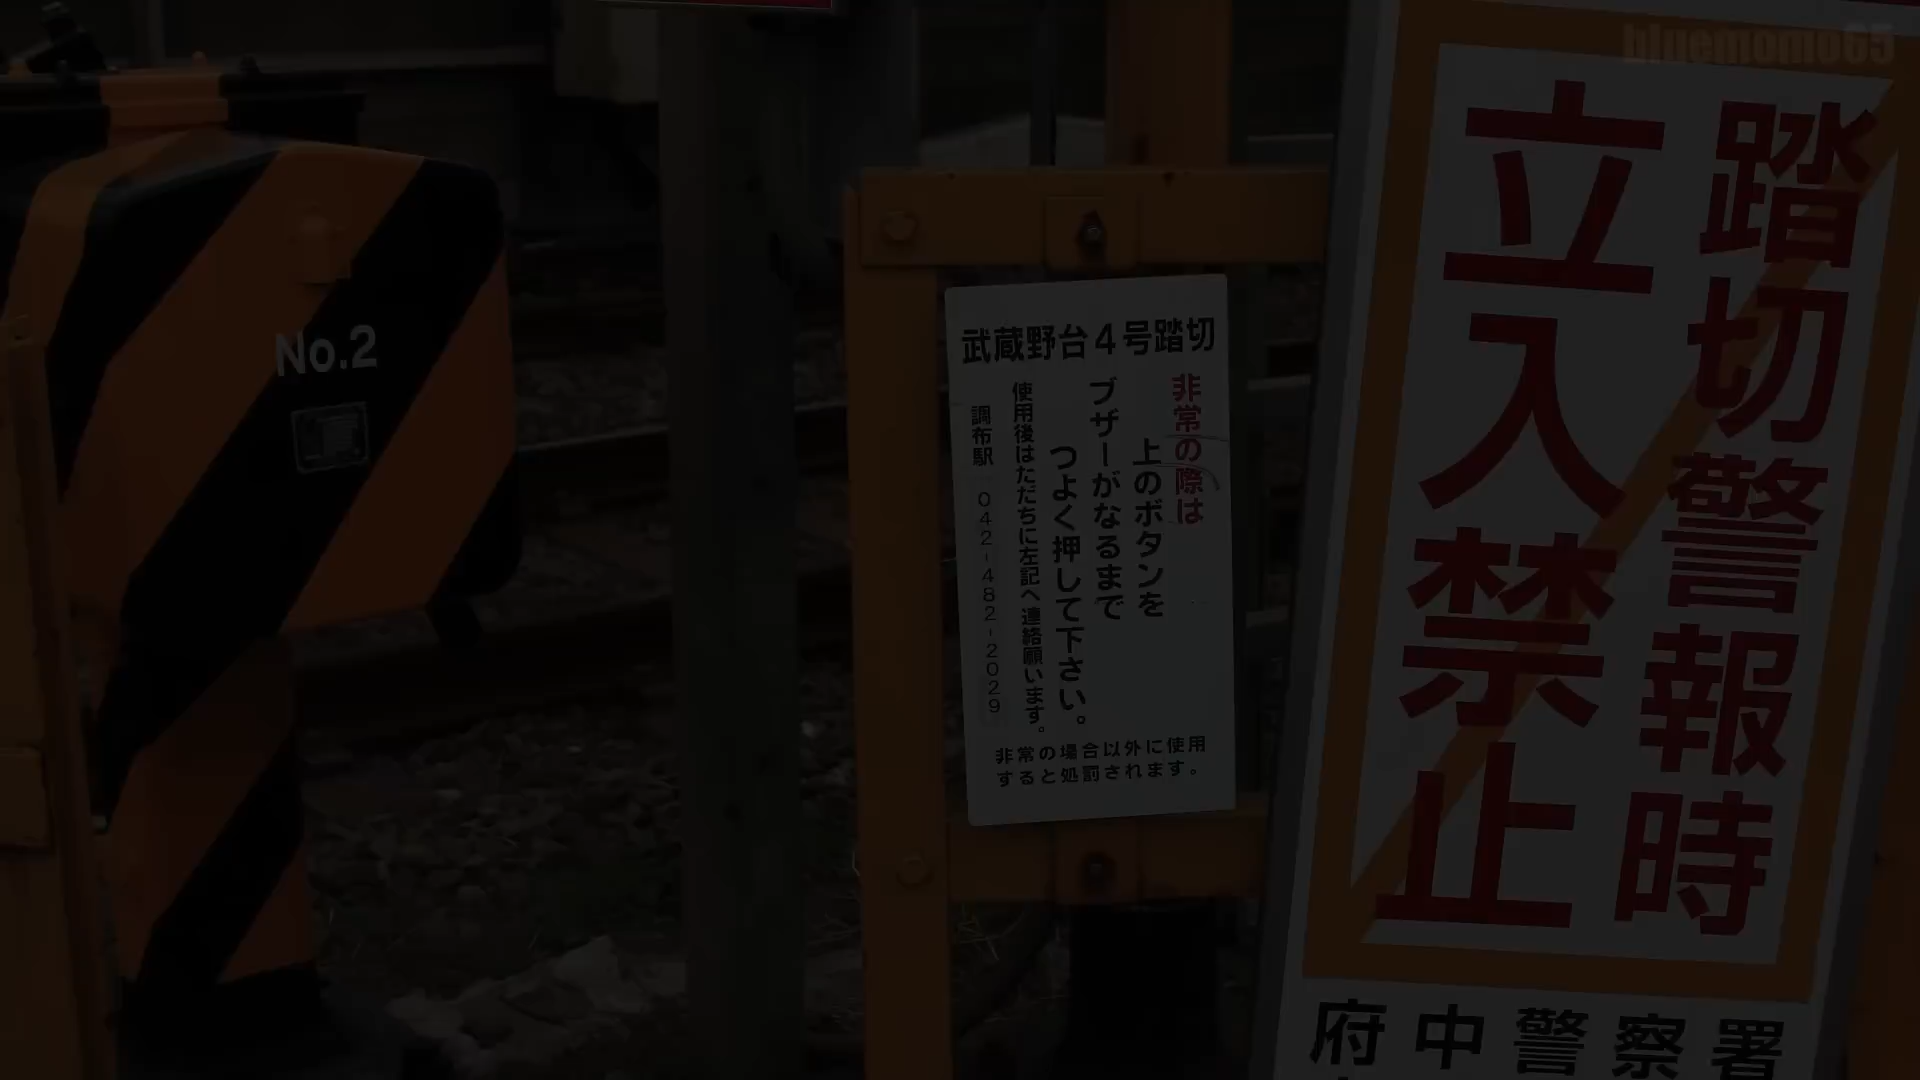 bluemomo65
No.2
武蔵野台4号踏切
非常の際は
上のボタンを
ブザーがなるまで
つよく押して下さい。
使用後はただちに左記へ連絡願います。
調布駅 042-482-2029
非常の場合以外に使用
すると処罰されます。
踏切警報時
立入禁止
府中警察署